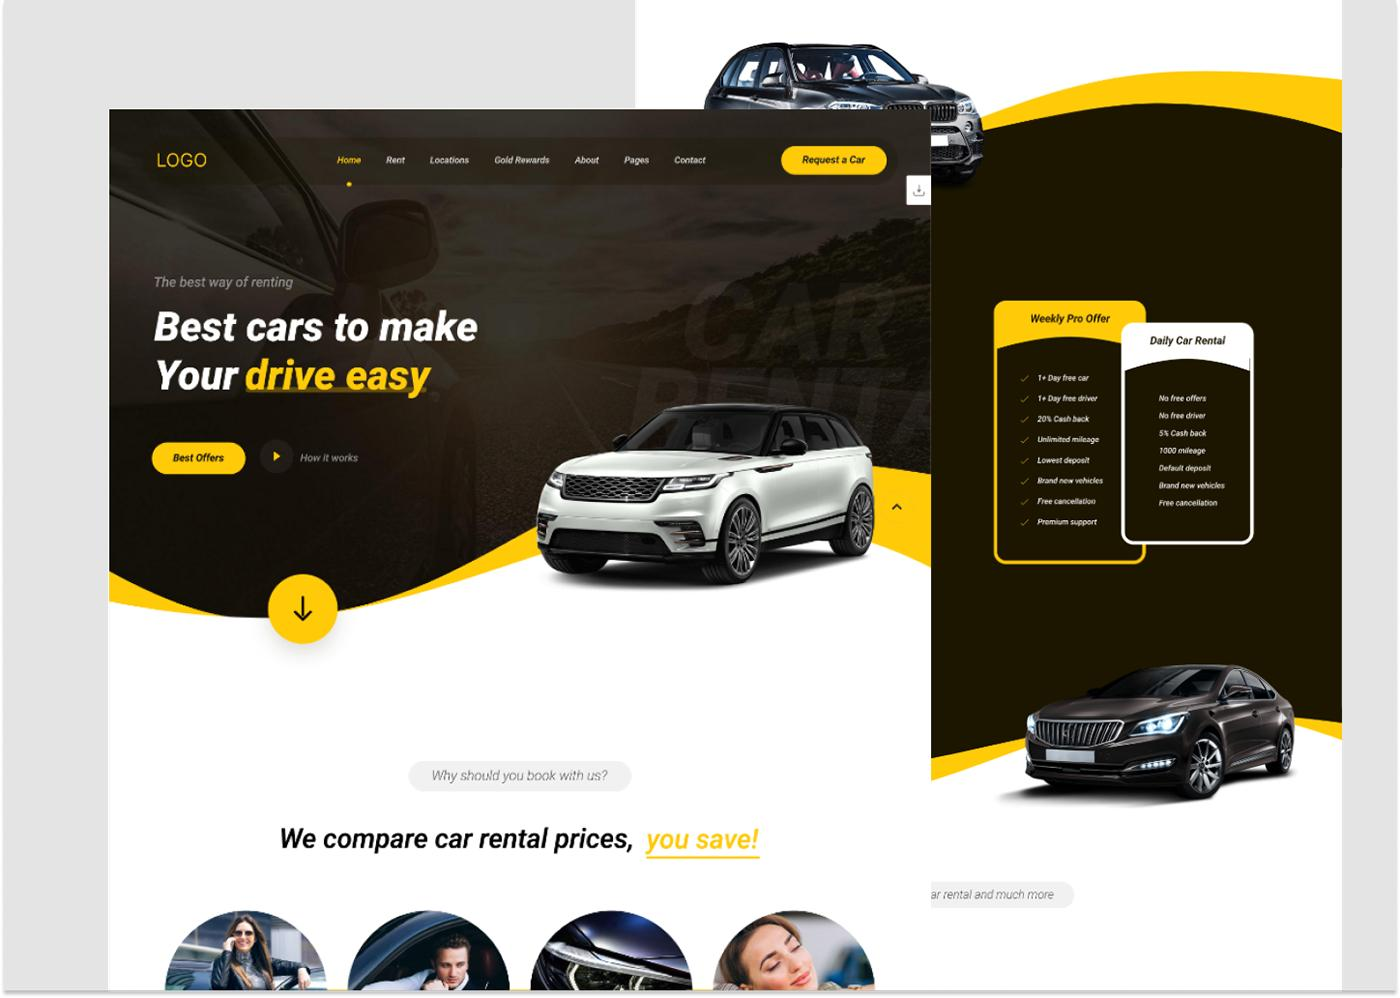 LOGO
Home
Rent
Locations
Gold Rewards
About
Pages
Contact
Request a Car
The best way of renting
Best cars to make
Your drive easy
CAR
RENTA
Best Offers
How it works
Why should you book with us?
We compare car rental prices, you save!
Weekly Pro Offer
1+ Day free car
1+ Day free driver
20% Cash back
Unlimited mileage
Lowest deposit
Brand new vehicles
Free cancellation
Premium support
Daily Car Rental
No free offers
No free driver
5% Cash back
1000 mileage
Default deposit
Brand new vehicles
Free cancellation
ar rental and much more